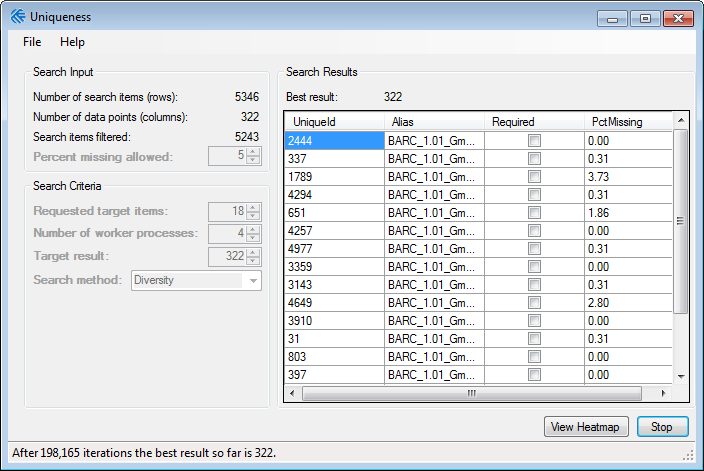 Uniqueness
File Help
Search Input
Number of search items (rows): 5346
Number of data points (columns): 322
Search items filtered: 5243
Percent missing allowed: 5
Search Criteria
Requested target items: 18
Number of worker processes: 4
Target result: 322
Search method: Diversity
Search Results
Best result: 322
UniqueId Alias Required PctMissing
2444 BARC_1.01_Gm... 0.00
337 BARC_1.01_Gm... 0.31
1789 BARC_1.01_Gm... 3.73
4294 BARC_1.01_Gm... 0.31
651 BARC_1.01_Gm... 1.86
4257 BARC_1.01_Gm... 0.00
4977 BARC_1.01_Gm... 0.31
3359 BARC_1.01_Gm... 0.00
3143 BARC_1.01_Gm... 0.31
4649 BARC_1.01_Gm... 2.80
3910 BARC_1.01_Gm... 0.00
31 BARC_1.01_Gm... 0.31
803 BARC_1.01_Gm... 0.00
397 BARC_1.01_Gm... 0.00
View Heatmap Stop
After 198,165 iterations the best result so far is 322.